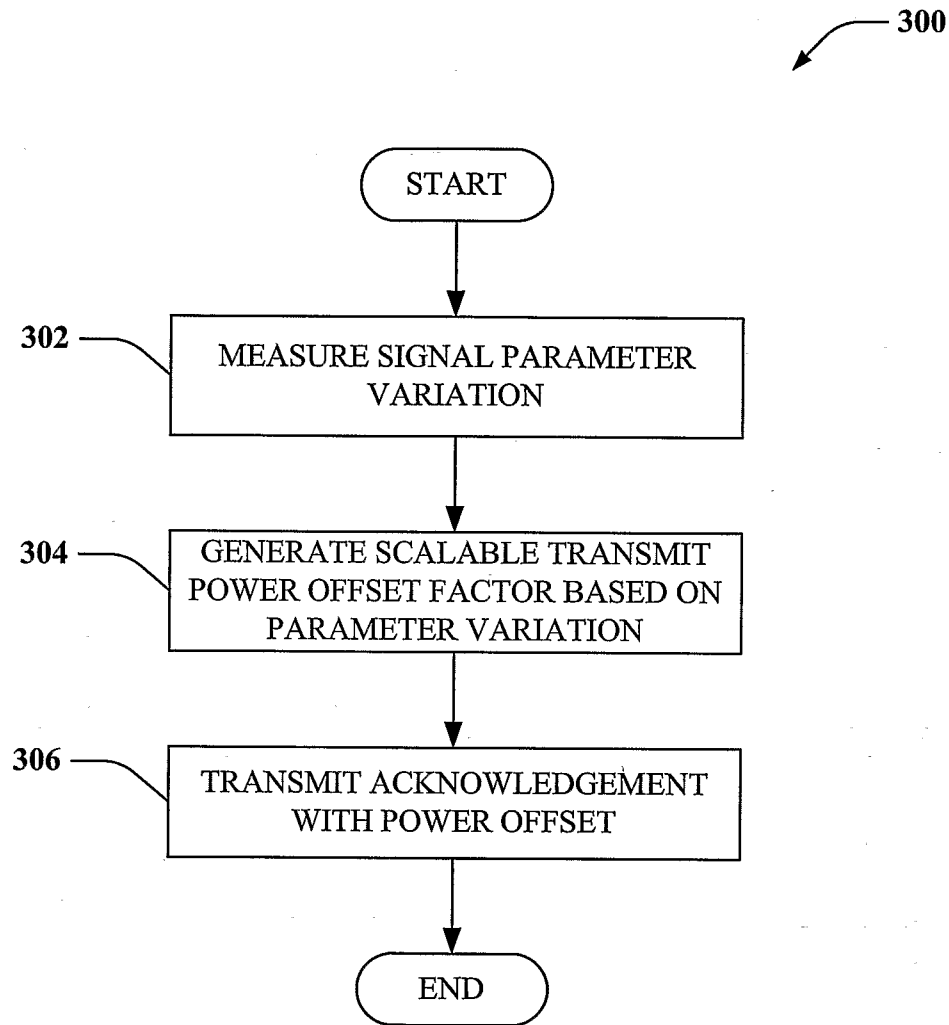 300
START
302
MEASURE SIGNAL PARAMETER
VARIATION
304
GENERATE SCALABLE TRANSMIT
POWER OFFSET FACTOR BASED ON
PARAMETER VARIATION
306
TRANSMIT ACKNOWLEDGEMENT
WITH POWER OFFSET
END